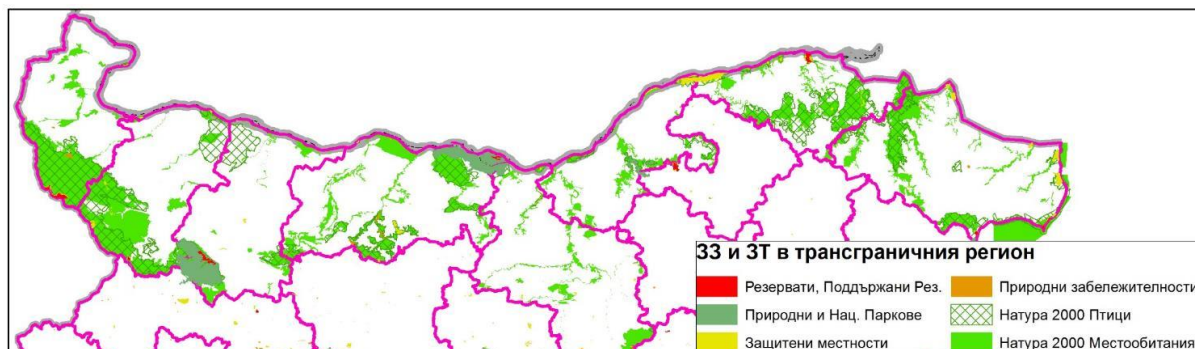 ЗЗ и ЗТ в трансграничния регион
Резервати, Поддържани Рез.
Природни забележителности
Природни и Нац. Паркове
Натура 2000 Птици
Защитени местности
Натура 2000 Местообитания